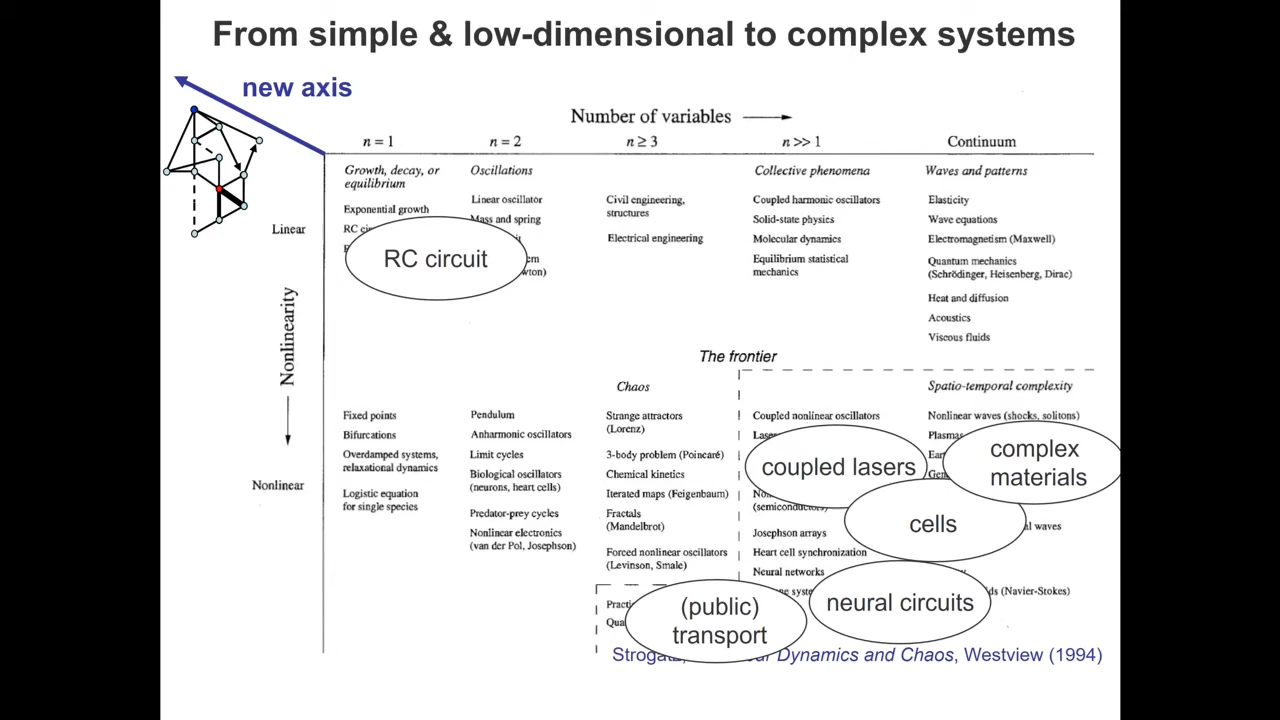 From simple & low-dimensional to complex systems
new axis
Number of variables
n = 1
n = 2
n ≥ 3
n >> 1
Continuum
Linear
Nonlinearity
Nonlinear
Growth, decay, or
equilibrium
Exponential growth
RC
RC circuit
Oscillations
Linear oscillator
Mass and spring
Civil engineering,
structures
Electrical engineering
Collective phenomena
Coupled harmonic oscillators
Solid-state physics
Molecular dynamics
Equilibrium statistical
mechanics
Waves and patterns
Elasticity
Wave equations
Electromagnetism (Maxwell)
Quantum mechanics
(Schrödinger, Heisenberg, Dirac)
Heat and diffusion
Acoustics
Viscous fluids
The frontier
Fixed points
Bifurcations
Overdamped systems,
relaxational dynamics
Logistic equation
for single species
Pendulum
Anharmonic oscillators
Limit cycles
Biological oscillators
(neurons, heart cells)
Predator-prey cycles
Nonlinear electronics
(van der Pol, Josephson)
Chaos
Strange attractors
(Lorenz)
3-body problem (Poincaré)
Chemical kinetics
Iterated maps (Feigenbaum)
Fractals
(Mandelbrot)
Forced nonlinear oscillators
(Levinson, Smale)
(public)
transport
Coupled nonlinear oscillators
coupled lasers
(semiconductors)
Josephson arrays
Heart cell synchronization
Neural networks
cells
neural circuits
Spatio-temporal complexity
Nonlinear waves (shocks, solitons)
Plasmas
complex
materials
waves
(Navier-Stokes)
Dynamics and Chaos, Westview (1994)